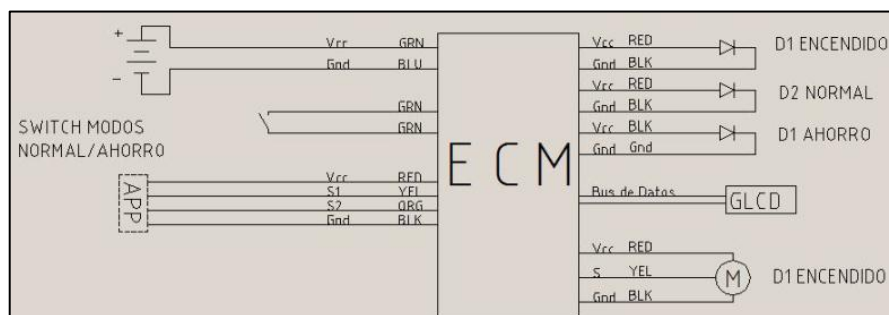 +
Vcc GRN
Gnd BLU
-
GRN
GRN
SWITCH MODOS
NORMAL/AHORRO
APP
Vcc RED
S1 YEL
S2 ORG
Gnd BLK
ECM
Vcc RED
Gnd BLK
D1 ENCENDIDO
Vcc RED
Gnd BLK
D2 NORMAL
Vcc BLK
Gnd Gnd
D1 AHORRO
Bus de Datos
GLCD
Vcc RED
S YEL
Gnd BLK
M
D1 ENCENDIDO